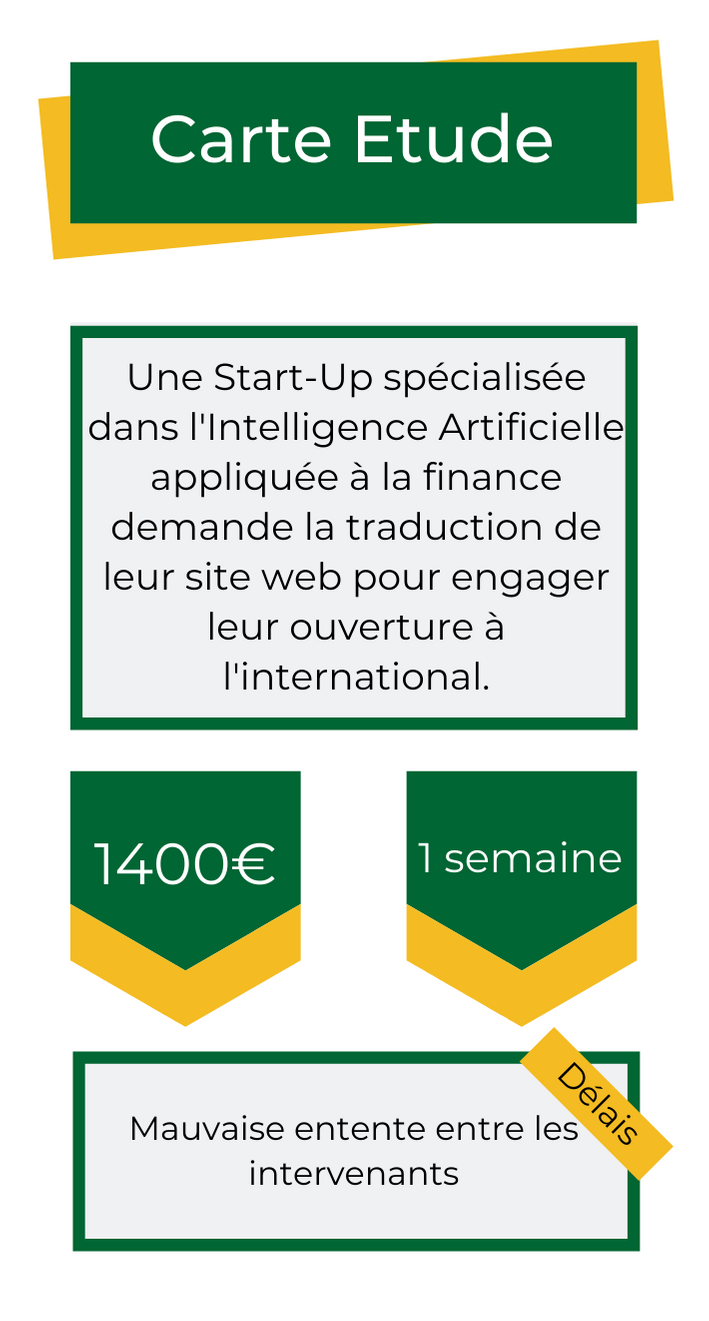 Carte Etude
Une Start-Up spécialisée
dans l'Intelligence Artificielle
appliquée à la finance
demande la traduction de
leur site web pour engager
leur ouverture à
l'international.
1400€
1 semaine
Délais
Mauvaise entente entre les
intervenants